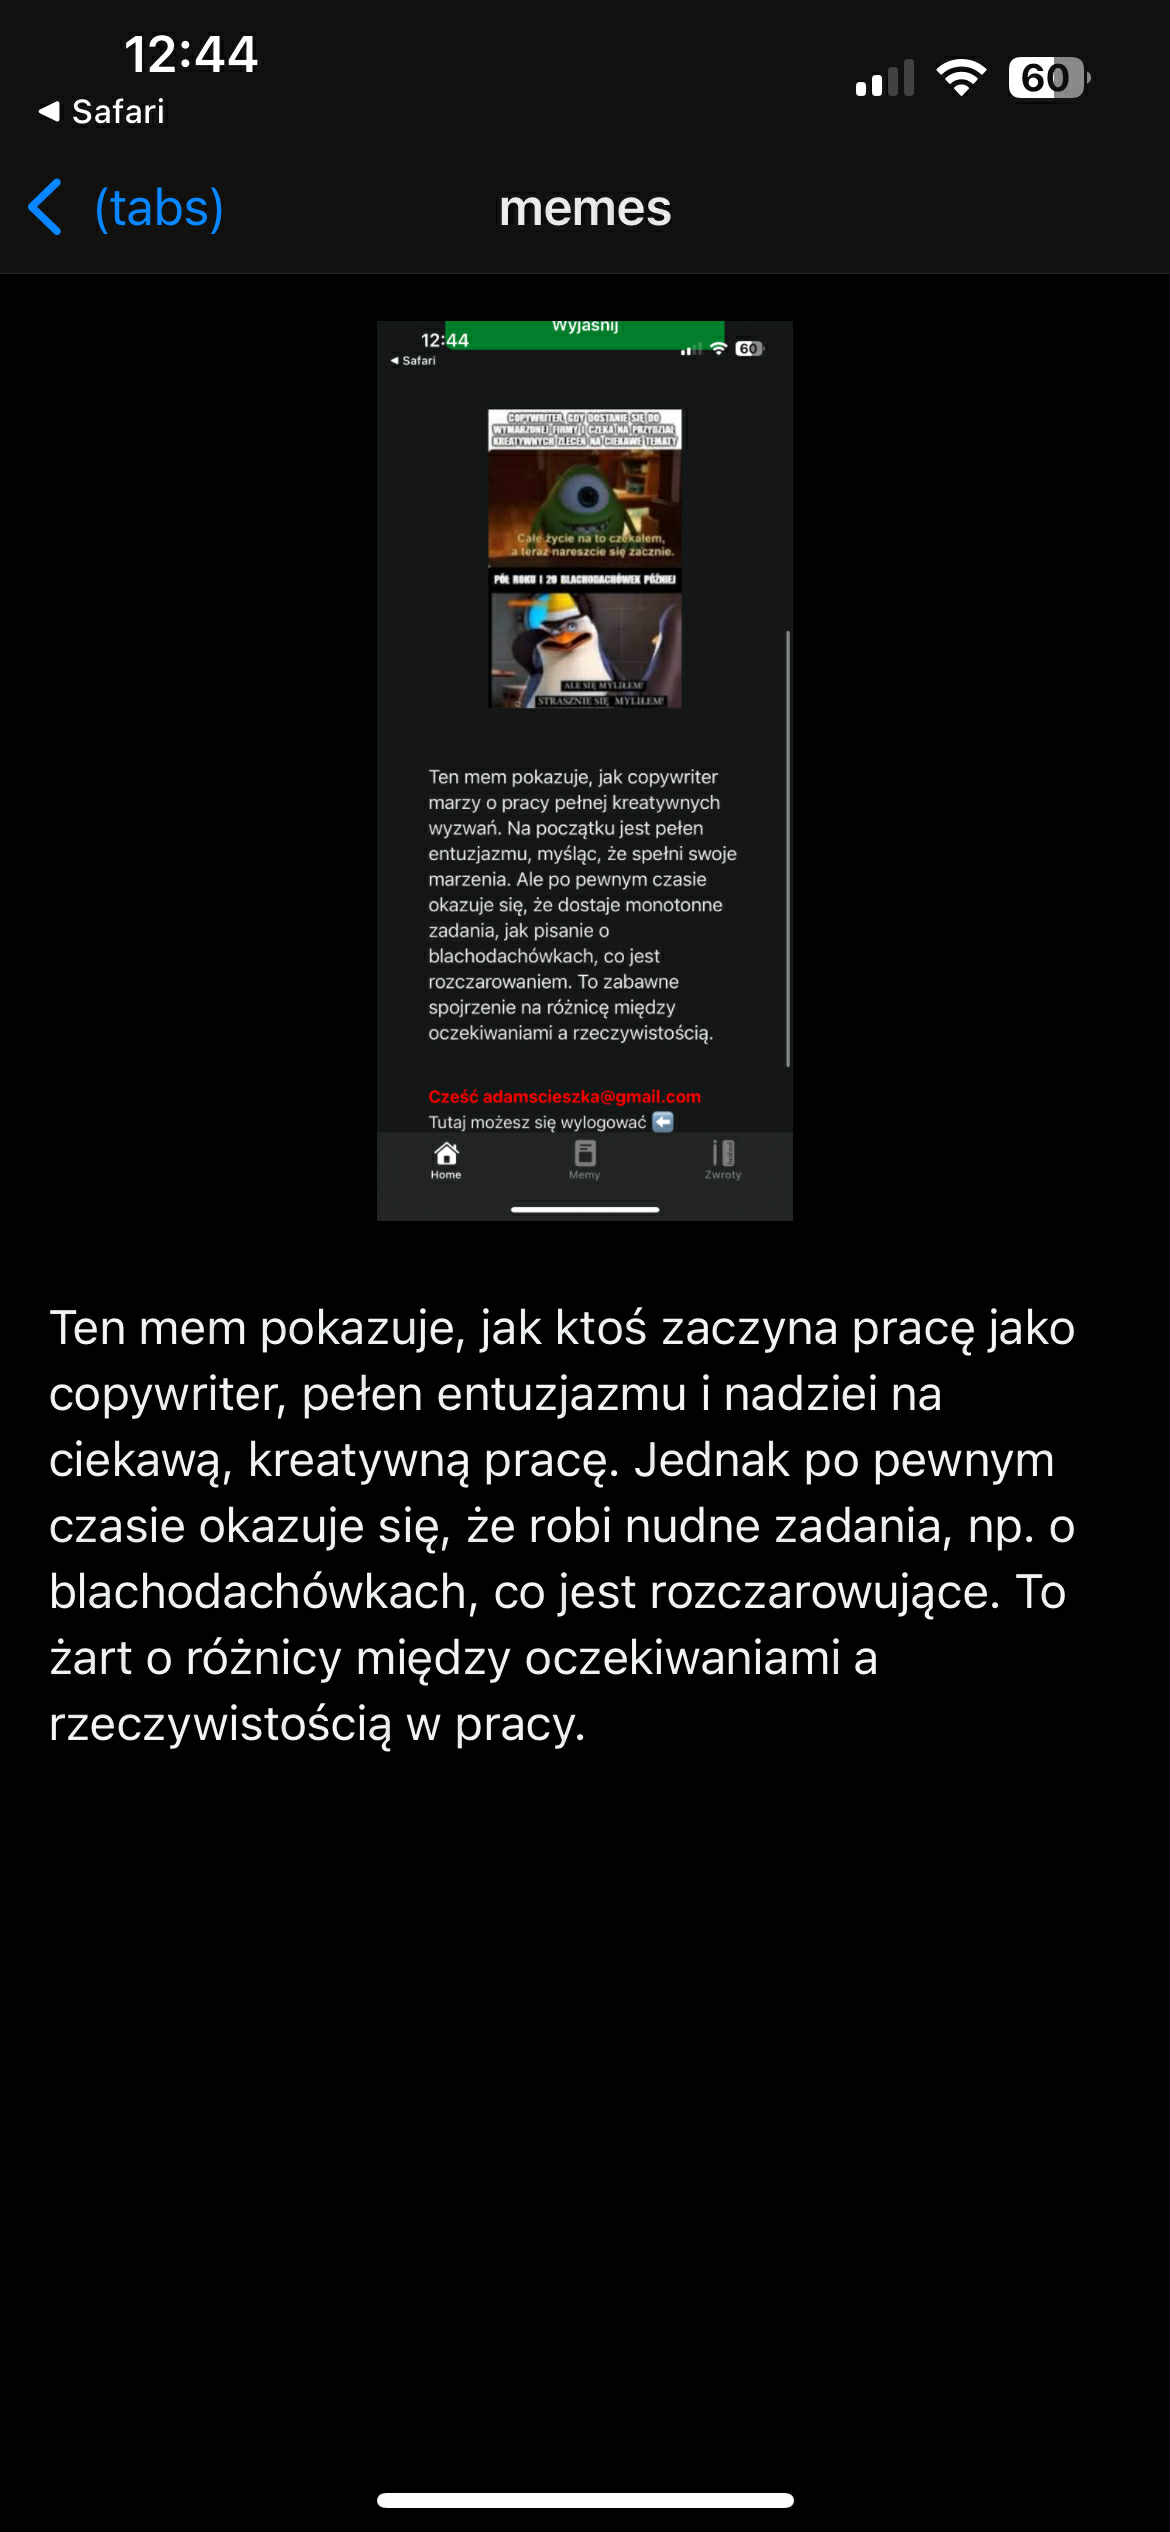 12:44
60
◀ Safari
(tabs)
memes
Wyjaśnij
12:44
60
◀ Safari
COPYWRITER, GDY DOSTANIE SIĘ DO
WYMARZONEJ FIRMY I CZEKA NA PRZYDZIAŁ
KREATYWNYCH ZLECEŃ NA CIEKAWE TEMATY
Całe życie na to czekałem,
a teraz nareszcie się zacznie.
PÓŁ ROKU I 20 BLACHODACHÓWEK PÓŹNIEJ
ALE SIĘ MYLIŁEM!
STRASZNIE SIĘ MYLIŁEM!
Ten mem pokazuje, jak copywriter
marzy o pracy pełnej kreatywnych
wyzwań. Na początku jest pełen
entuzjazmu, myśląc, że spełni swoje
marzenia. Ale po pewnym czasie
okazuje się, że dostaje monotonne
zadania, jak pisanie o
blachodachówkach, co jest
rozczarowaniem. To zabawne
spojrzenie na różnicę między
oczekiwaniami a rzeczywistością.
Cześć adamscieszka@gmail.com
Tutaj możesz się wylogować
Home
Memy
Zwroty
Ten mem pokazuje, jak ktoś zaczyna pracę jako
copywriter, pełen entuzjazmu i nadziei na
ciekawą, kreatywną pracę. Jednak po pewnym
czasie okazuje się, że robi nudne zadania, np. o
blachodachówkach, co jest rozczarowujące. To
żart o różnicy między oczekiwaniami a
rzeczywistością w pracy.